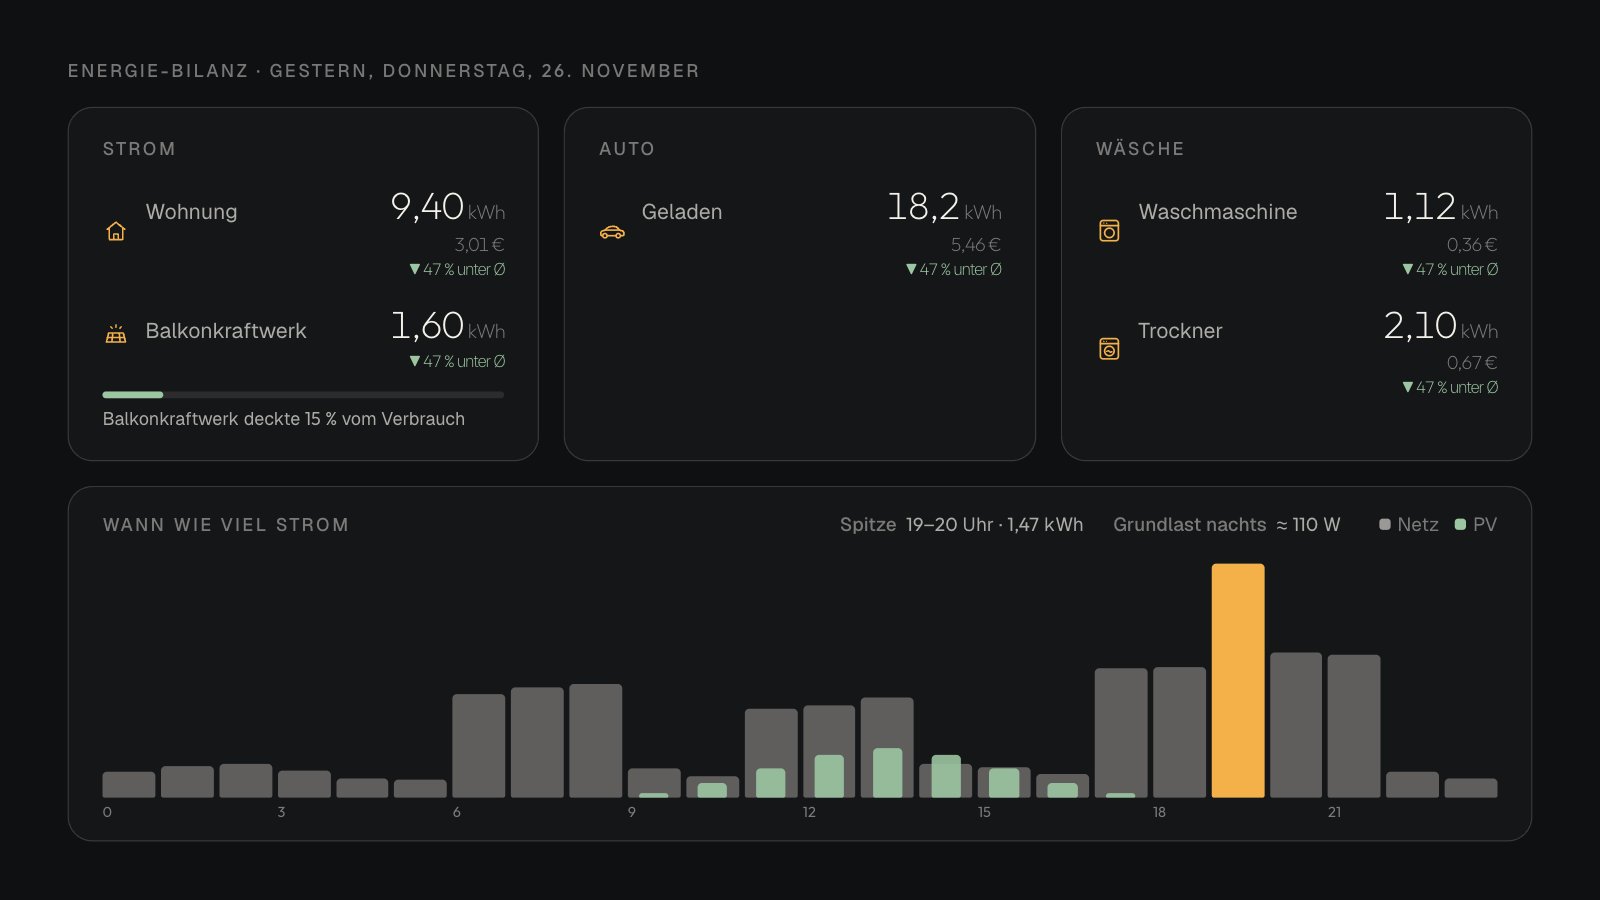 ENERGIE-BILANZ · GESTERN, DONNERSTAG, 26. NOVEMBER
STROM
Wohnung 9,40 kWh
3,01 €
▼ 47 % unter Ø
Balkonkraftwerk 1,60 kWh
▼ 47 % unter Ø
Balkonkraftwerk deckte 15 % vom Verbrauch
AUTO
Geladen 18,2 kWh
5,46 €
▼ 47 % unter Ø
WÄSCHE
Waschmaschine 1,12 kWh
0,36 €
▼ 47 % unter Ø
Trockner 2,10 kWh
0,67 €
▼ 47 % unter Ø
WANN WIE VIEL STROM
Spitze 19–20 Uhr · 1,47 kWh Grundlast nachts ≈ 110 W Netz PV
0 3 6 9 12 15 18 21